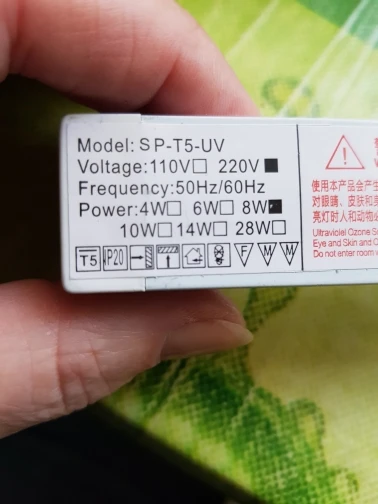 Model: SP-T5-UV
Voltage:110V□ 220V■
Frequency:50Hz/60Hz
Power:4W□ 6W□ 8W■
10W□ 14W□ 28W□
T5 IP20 F M M
使用本产品会产生
对眼睛、皮肤和
亮灯时人和动物
Ultraviolet Ozone
Eye and Skin and
Do not enter room